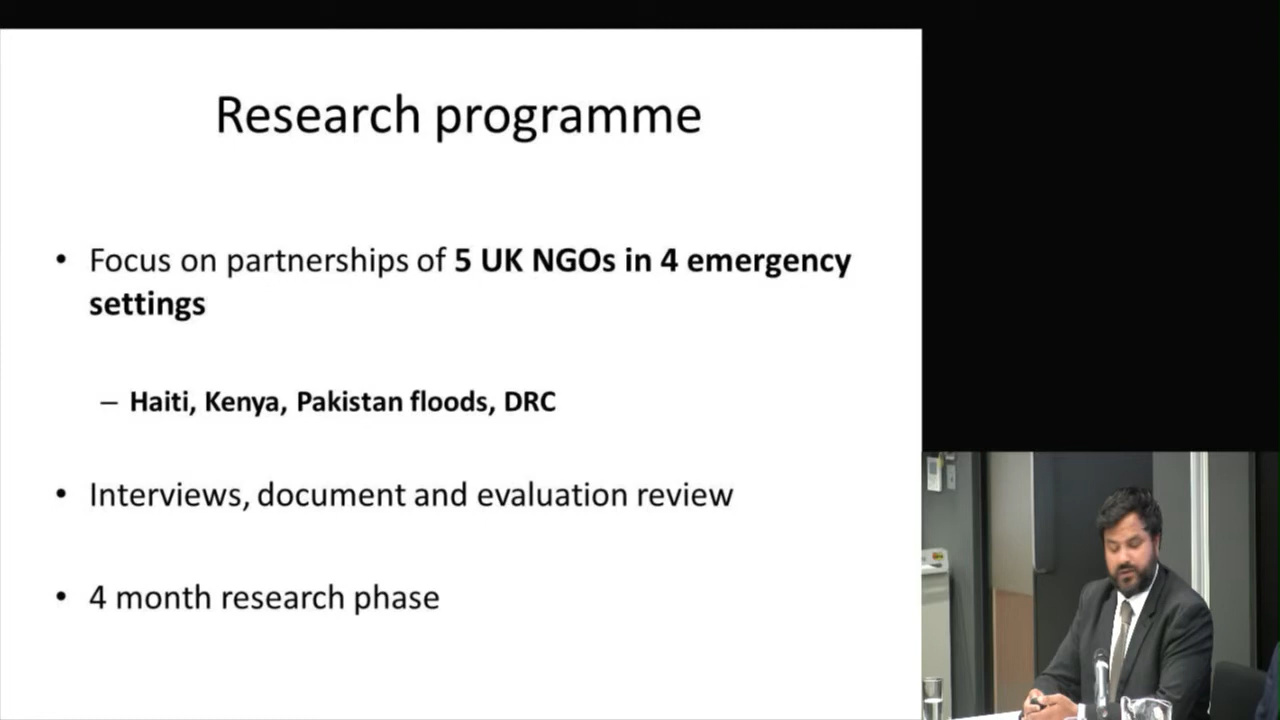 Research programme
• Focus on partnerships of 5 UK NGOs in 4 emergency
settings
– Haiti, Kenya, Pakistan floods, DRC
• Interviews, document and evaluation review
• 4 month research phase